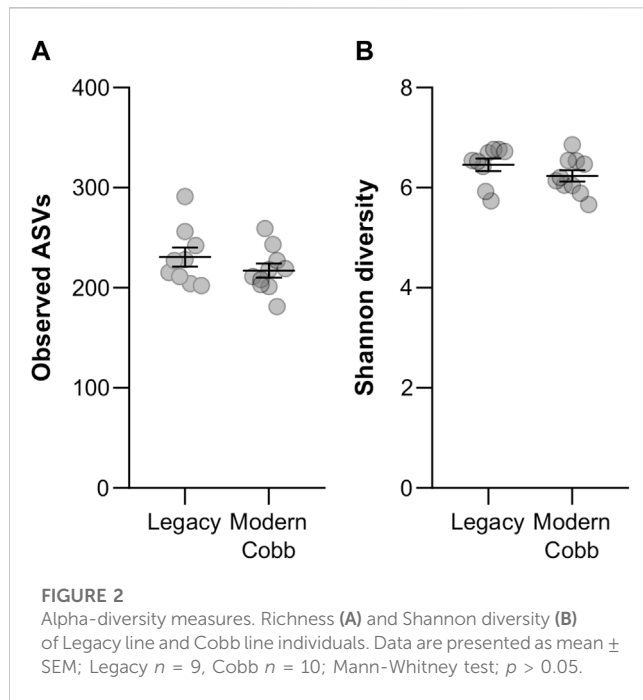 A
B
Observed ASVs
400
300
200
100
0
Legacy Modern
Cobb
Shannon diversity
8
6
4
2
0
Legacy Modern
Cobb
FIGURE 2
Alpha-diversity measures. Richness (A) and Shannon diversity (B)
of Legacy line and Cobb line individuals. Data are presented as mean ±
SEM; Legacy n = 9, Cobb n = 10; Mann-Whitney test; p > 0.05.